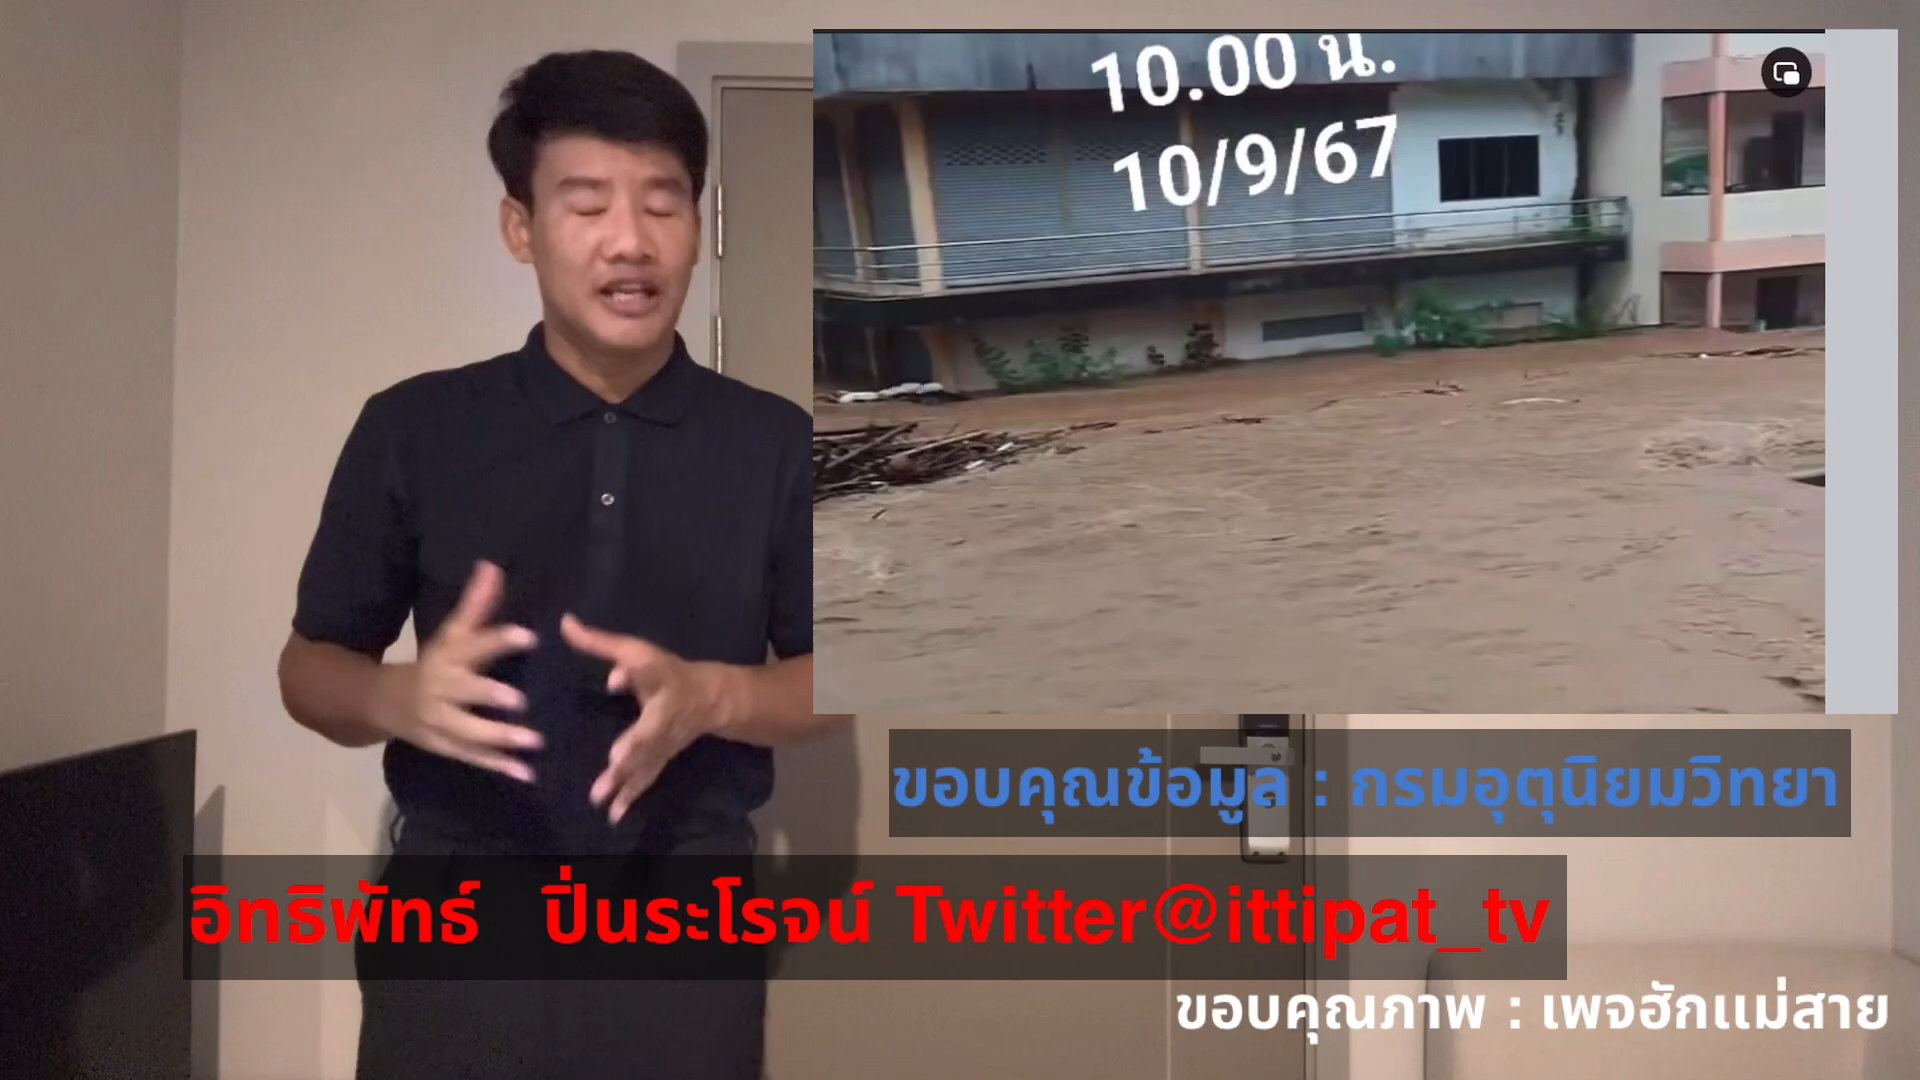 10.00 น.
10/9/67
ขอบคุณข้อมูล : กรมอุตุนิยมวิทยา
อิทธิพัทธ์ ปิ่นระโรจน์ Twitter@ittipat_tv
ขอบคุณภาพ : เพจฮักแม่สาย